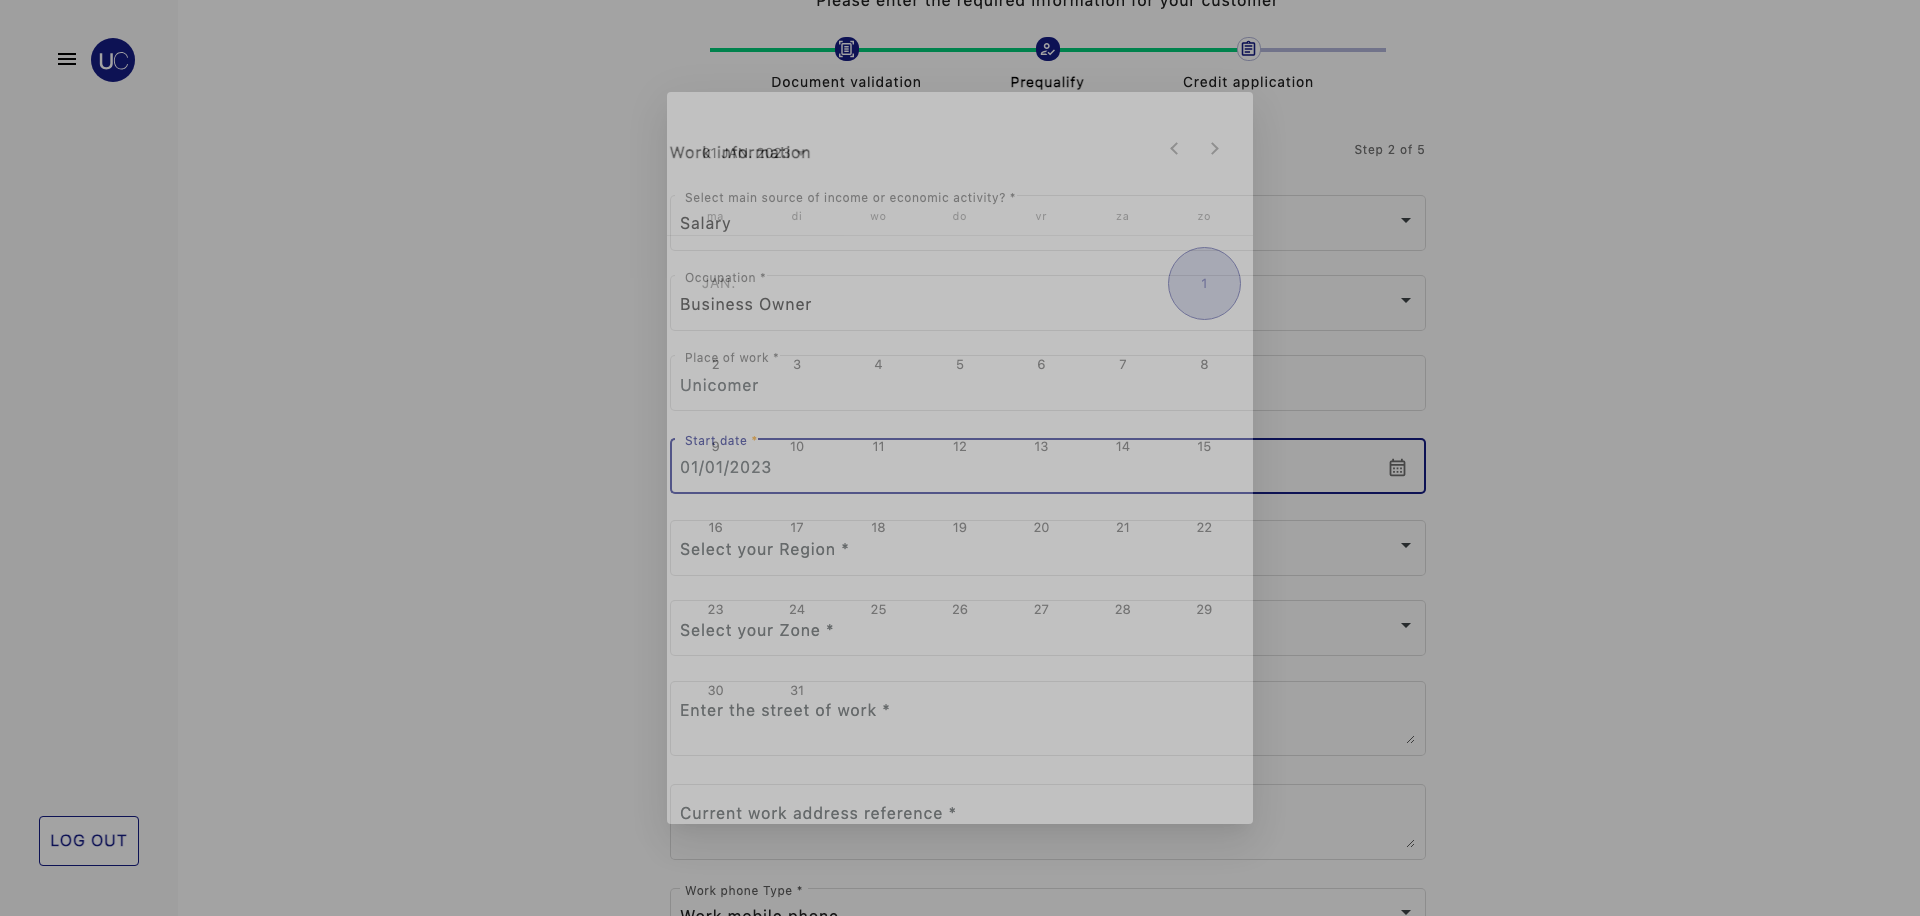 Please enter the required information for your customer
UC
Document validation
Prequalify
Credit application
Work information
01 JAN. 2023
Step 2 of 5
Select main source of income or economic activity? *
Salary
ma di wo do vr za zo
Occupation *
JAN. 1
Business Owner
Place of work *
2 3 4 5 6 7 8
Unicomer
Start date *
9 10 11 12 13 14 15
01/01/2023
16 17 18 19 20 21 22
Select your Region *
23 24 25 26 27 28 29
Select your Zone *
30 31
Enter the street of work *
Current work address reference *
LOG OUT
Work phone Type *
Work mobile phone